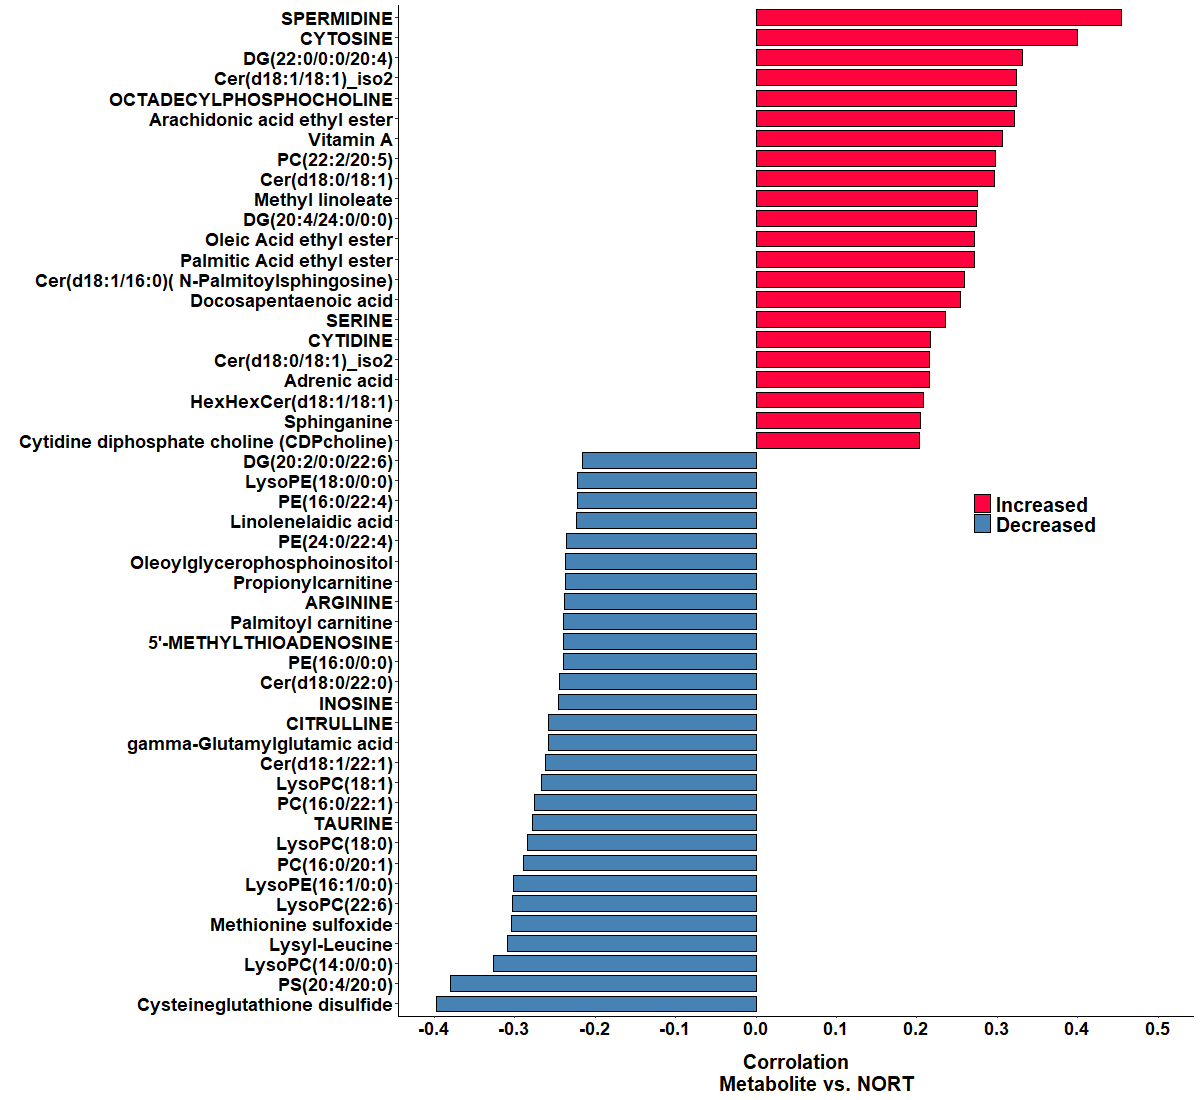 SPERMIDINE
CYTOSINE
DG(22:0/0:0/20:4)
Cer(d18:1/18:1)_iso2
OCTADECYLPHOSPHOCHOLINE
Arachidonic acid ethyl ester
Vitamin A
PC(22:2/20:5)
Cer(d18:0/18:1)
Methyl linoleate
DG(20:4/24:0/0:0)
Oleic Acid ethyl ester
Palmitic Acid ethyl ester
Cer(d18:1/16:0)( N-Palmitoylsphingosine)
Docosapentaenoic acid
SERINE
CYTIDINE
Cer(d18:0/18:1)_iso2
Adrenic acid
HexHexCer(d18:1/18:1)
Sphinganine
Cytidine diphosphate choline (CDPcholine)
DG(20:2/0:0/22:6)
LysoPE(18:0/0:0)
PE(16:0/22:4)
Linolenelaidic acid
PE(24:0/22:4)
Oleoylglycerophosphoinositol
Propionylcarnitine
ARGININE
Palmitoyl carnitine
5'-METHYLTHIOADENOSINE
PE(16:0/0:0)
Cer(d18:0/22:0)
INOSINE
CITRULLINE
gamma-Glutamylglutamic acid
Cer(d18:1/22:1)
LysoPC(18:1)
PC(16:0/22:1)
TAURINE
LysoPC(18:0)
PC(16:0/20:1)
LysoPE(16:1/0:0)
LysoPC(22:6)
Methionine sulfoxide
Lysyl-Leucine
LysoPC(14:0/0:0)
PS(20:4/20:0)
Cysteineglutathione disulfide
Increased
Decreased
-0.4 -0.3 -0.2 -0.1 0.0 0.1 0.2 0.3 0.4 0.5
Corrolation
Metabolite vs. NORT